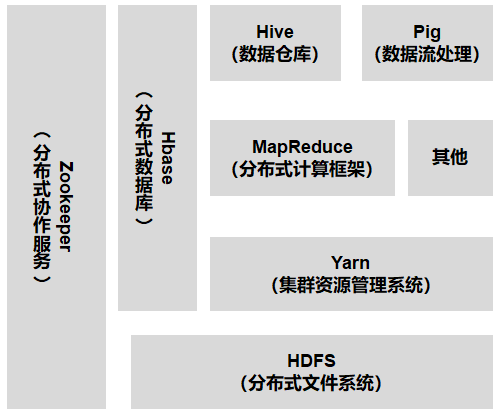 Zookeeper
（分布式协作服务）
Hbase
（分布式数据库）
Hive
（数据仓库）
Pig
（数据流处理）
MapReduce
（分布式计算框架）
其他
Yarn
（集群资源管理系统）
HDFS
（分布式文件系统）